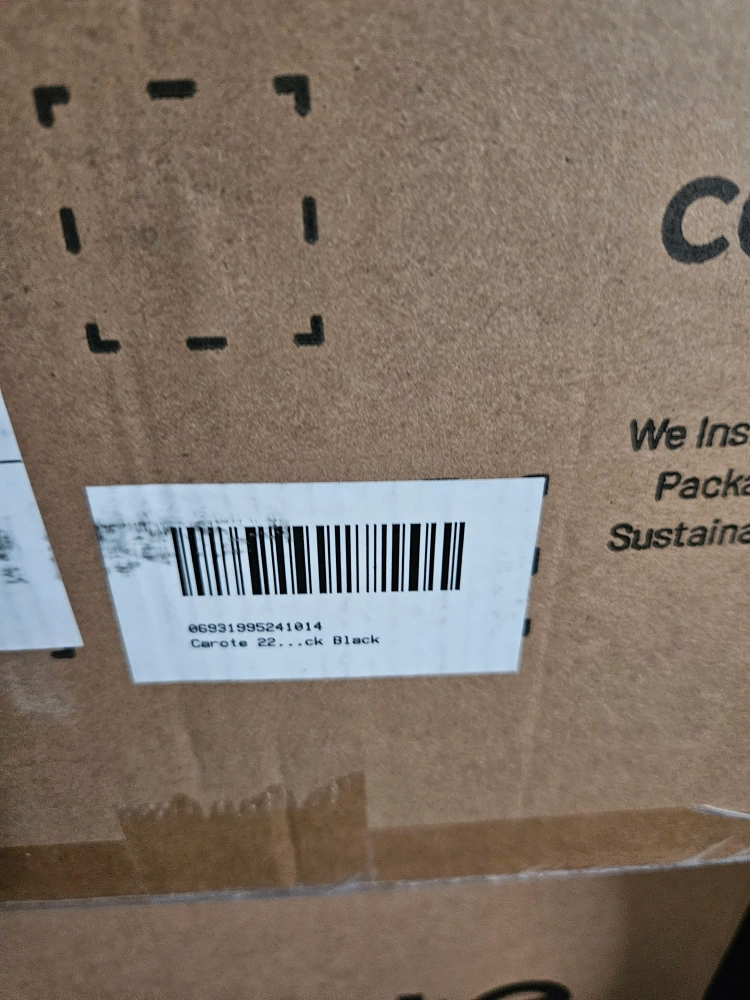 We Ins
Packa
Sustaina
06931995241014
Carote 22...ck Black